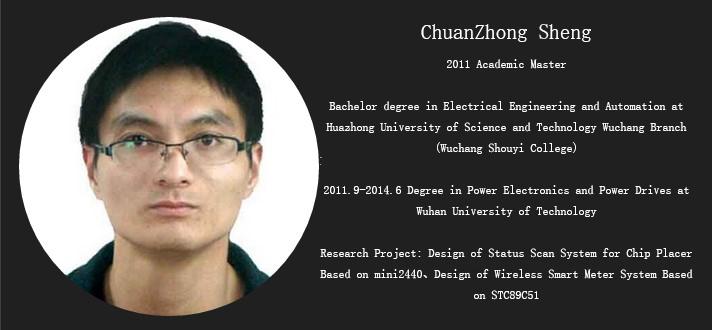 ChuanZhong Sheng
2011 Academic Master
Bachelor degree in Electrical Engineering and Automation at
Huazhong University of Science and Technology Wuchang Branch
(Wuchang Shouyi College)
2011.9-2014.6 Degree in Power Electronics and Power Drives at
Wuhan University of Technology
Research Project: Design of Status Scan System for Chip Placer
Based on mini2440、Design of Wireless Smart Meter System Based
on STC89C51